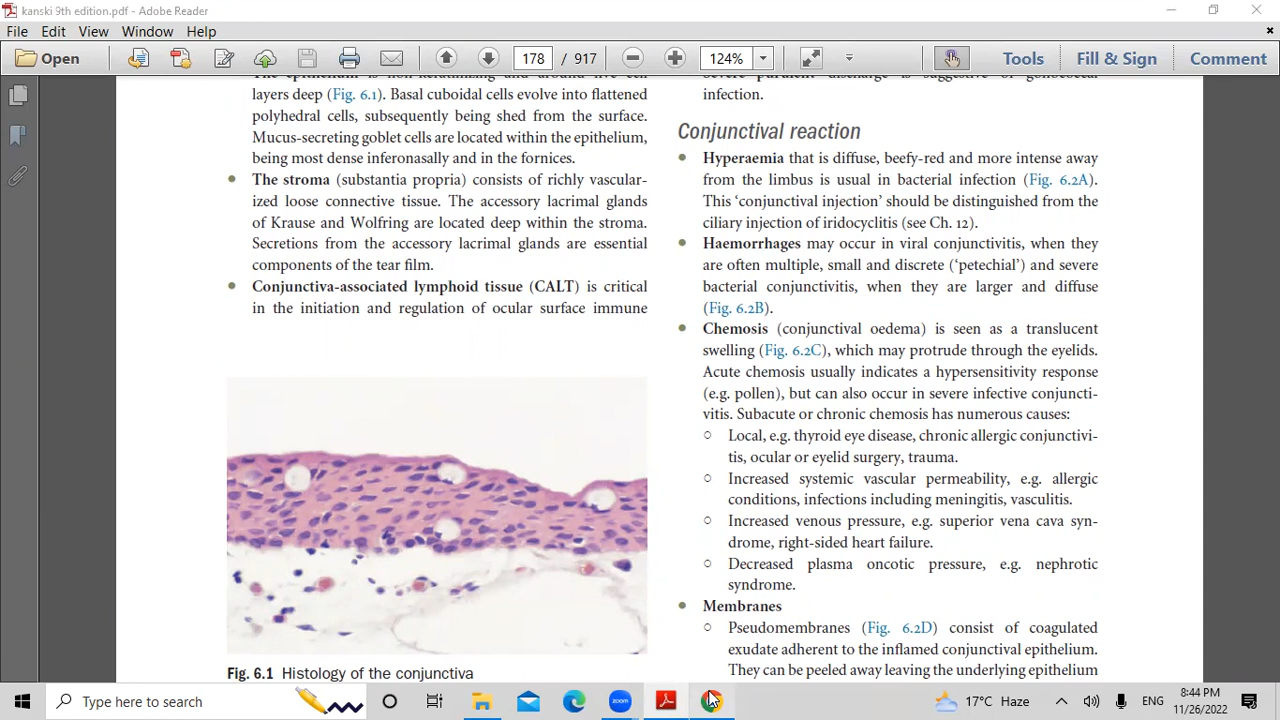 kanski 9th edition.pdf - Adobe Reader
File Edit View Window Help
Open 178 / 917 124% Tools Fill & Sign Comment
layers deep (Fig. 6.1). Basal cuboidal cells evolve into flattened
polyhedral cells, subsequently being shed from the surface.
Mucus-secreting goblet cells are located within the epithelium,
being most dense inferonasally and in the fornices.
The stroma (substantia propria) consists of richly vascular-
ized loose connective tissue. The accessory lacrimal glands
of Krause and Wolfring are located deep within the stroma.
Secretions from the accessory lacrimal glands are essential
components of the tear film.
Conjunctiva-associated lymphoid tissue (CALT) is critical
in the initiation and regulation of ocular surface immune
Fig. 6.1 Histology of the conjunctiva
infection.
Conjunctival reaction
Hyperaemia that is diffuse, beefy-red and more intense away
from the limbus is usual in bacterial infection (Fig. 6.2A).
This ‘conjunctival injection’ should be distinguished from the
ciliary injection of iridocyclitis (see Ch. 12).
Haemorrhages may occur in viral conjunctivitis, when they
are often multiple, small and discrete (‘petechial’) and severe
bacterial conjunctivitis, when they are larger and diffuse
(Fig. 6.2B).
Chemosis (conjunctival oedema) is seen as a translucent
swelling (Fig. 6.2C), which may protrude through the eyelids.
Acute chemosis usually indicates a hypersensitivity response
(e.g. pollen), but can also occur in severe infective conjuncti-
vitis. Subacute or chronic chemosis has numerous causes:
Local, e.g. thyroid eye disease, chronic allergic conjunctivi-
tis, ocular or eyelid surgery, trauma.
Increased systemic vascular permeability, e.g. allergic
conditions, infections including meningitis, vasculitis.
Increased venous pressure, e.g. superior vena cava syn-
drome, right-sided heart failure.
Decreased plasma oncotic pressure, e.g. nephrotic
syndrome.
Membranes
Pseudomembranes (Fig. 6.2D) consist of coagulated
exudate adherent to the inflamed conjunctival epithelium.
They can be peeled away leaving the underlying epithelium
Type here to search
zoom
17°C Haze
ENG
8:44 PM
11/26/2022